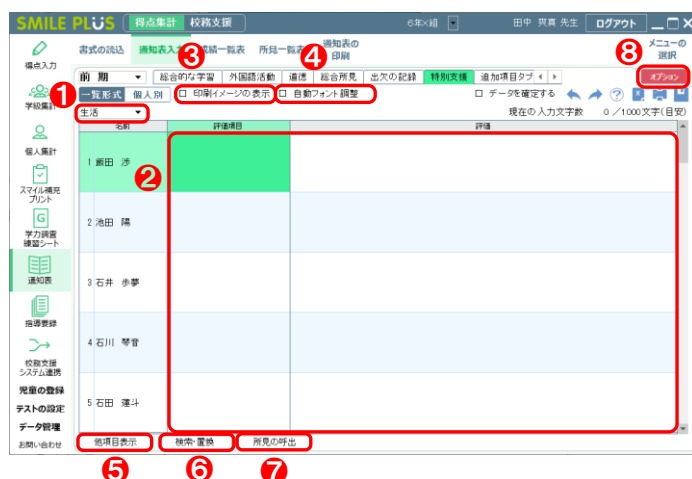 SMILE PLUS 得点集計 校務支援 6年×組 田中 爽真 先生 ログアウト
得点入力 書式の読込 通知表入 成績一覧表 所見一覧表 通知表の印刷 メニューの選択
❸ ❹ ❽
前 期 総合的な学習 外国語活動 道徳 総合所見 出欠の記録 特別支援 追加項目タブ オプション
学級集計 ❶ 一覧形式 個人別 印刷イメージの表示 自動フォント調整 データを確定する
生活 現在の入力文字数 0 /1000文字(目安)
名前 評価項目 評価
個人集計
1 飯田 渉 ❷
スマイル補充プリント
2 池田 陽
学力調査練習シート
3 石井 歩夢
通知表
指導要録
4 石川 琴音
校務支援システム連携
児童の登録
5 石田 蓮斗
テストの設定
データ管理
お問い合わせ 他項目表示 検索・置換 所見の呼出
❺ ❻ ❼